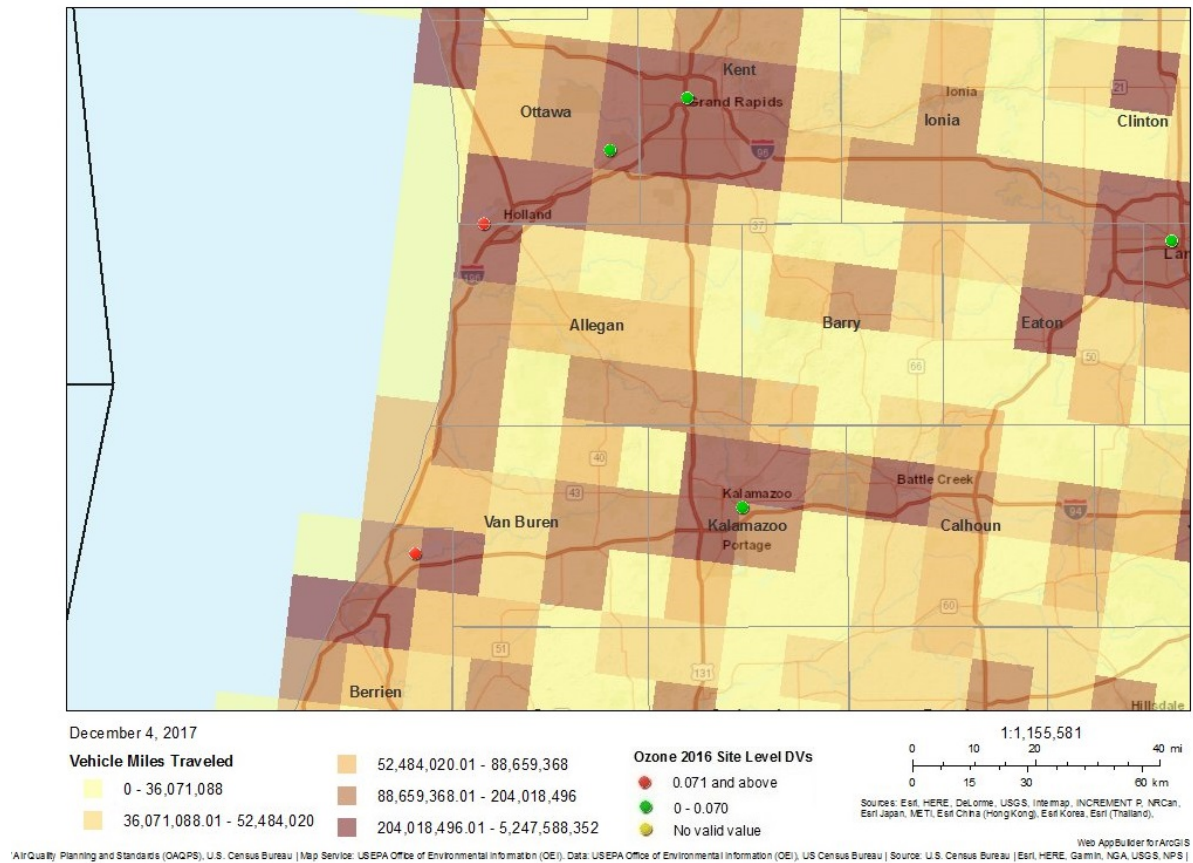 Kent
Grand Rapids
Ottawa
Ionia
Ionia
21
Clinton
96
Holland
37
Lan
196
Allegan
Barry
Eaton
66
50
40
43
Kalamazoo
Battle Creek
Van Buren
Kalamazoo
Calhoun
94
Portage
60
51
131
Berrien
Hillsdale
December 4, 2017
Vehicle Miles Traveled
0 - 36,071,088
36,071,088.01 - 52,484,020
52,484,020.01 - 88,659,368
88,659,368.01 - 204,018,496
204,018,496.01 - 5,247,588,352
Ozone 2016 Site Level DVs
0.071 and above
0 - 0.070
No valid value
1:1,155,581
0 10 20 40 mi
0 15 30 60 km
Sources: Esri, HERE, DeLorme, USGS, Intermap, INCREMENT P, NRCan,
Esri Japan, METI, Esri China (Hong Kong), Esri Korea, Esri (Thailand),
Web AppBuilder for ArcGIS
'Air Quality Planning and Standards (OAQPS), U.S. Census Bureau | Map Service: USEPA Office of Environmental Information (OEI). Data: USEPA Office of Environmental Information (OEI), US Census Bureau | Source: U.S. Census Bureau | Esri, HERE, Garmin, NGA, USGS, NPS |